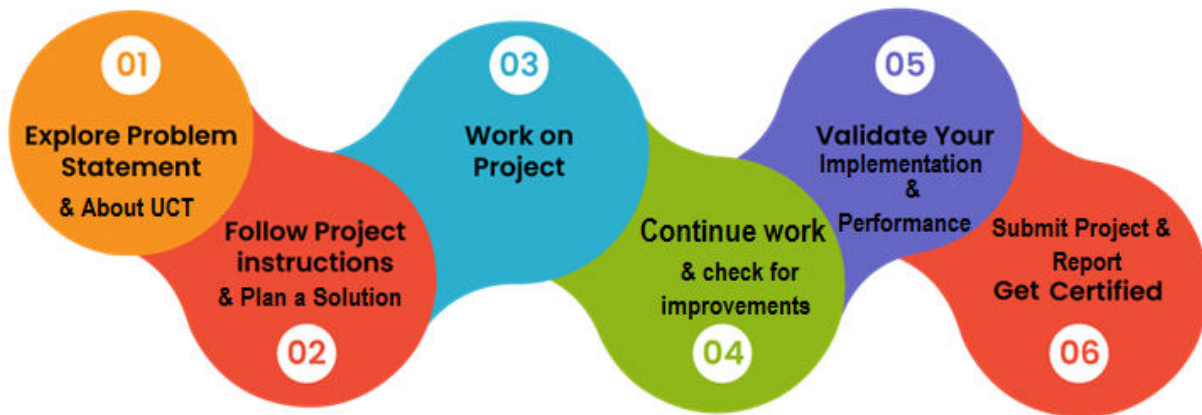 01
Explore Problem
Statement
& About UCT
Follow Project
instructions
& Plan a Solution
02
03
Work on
Project
Continue work
& check for
improvements
04
05
Validate Your
Implementation
&
Performance
Submit Project &
Report
Get Certified
06